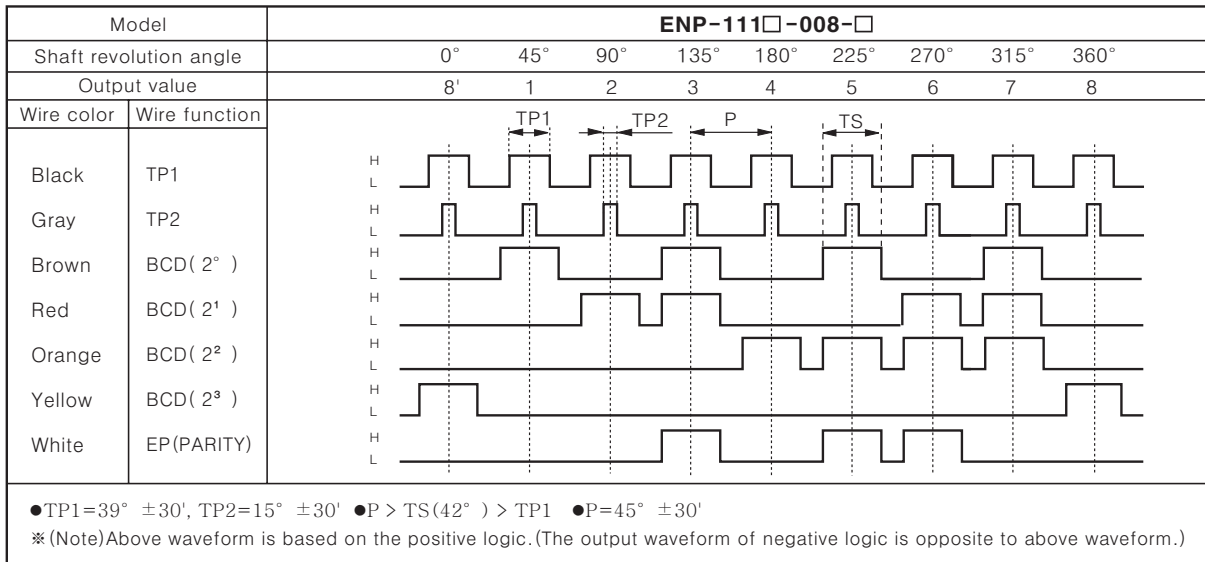 Model ENP-111□-008-□
Shaft revolution angle 0° 45° 90° 135° 180° 225° 270° 315° 360°
Output value 8' 1 2 3 4 5 6 7 8
Wire color Wire function TP1 TP2 P TS
Black TP1 H L
Gray TP2 H L
Brown BCD( 2° ) H L
Red BCD( 2¹ ) H L
Orange BCD( 2² ) H L
Yellow BCD( 2³ ) H L
White EP(PARITY) H L
●TP1=39° ±30', TP2=15° ±30' ●P > TS(42° ) > TP1 ●P=45° ±30'
※(Note)Above waveform is based on the positive logic.(The output waveform of negative logic is opposite to above waveform.)